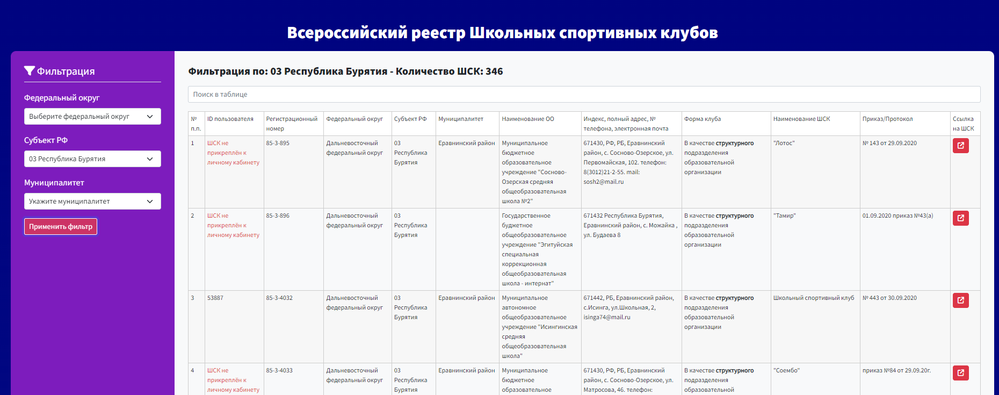 Всероссийский реестр Школьных спортивных клубов
Фильтрация
Федеральный округ
Выберите федеральный округ
Субъект РФ
03 Республика Бурятия
Муниципалитет
Укажите муниципалитет
Применить фильтр
Фильтрация по: 03 Республика Бурятия - Количество ШСК: 346
Поиск в таблице
№
п.п.
ID пользователя
Регистрационный
номер
Федеральный округ
Субъект РФ
Муниципалитет
Наименование ОО
Индекс, полный адрес, №
телефона, электронная почта
Форма клуба
Наименование ШСК
Приказ/Протокол
Ссылка
на ШСК
1
ШСК не
прикреплён к
личному кабинету
85-3-895
Дальневосточный
федеральный округ
03
Республика
Бурятия
Еравнинский район
Муниципальное
бюджетное
образовательное
учреждение "Сосново-
Озерская средняя
общеобразовательная
школа №2"
671430, РФ, РБ, Еравнинский
район, с. Сосново-Озерское, ул.
Первомайская, 102. телефон:
8(3012)21-2-55. mail:
sosh2@mail.ru
В качестве структурного
подразделения
образовательной
организации
"Лотос"
№ 143 от 29.09.2020
2
ШСК не
прикреплён к
личному кабинету
85-3-896
Дальневосточный
федеральный округ
03
Республика
Бурятия
Государственное
буджетное
общеобразовательное
учреждение "Эгитуйская
специальная
коррекционная
общеобразовательная
школа - интернат"
671432 Республика Бурятия,
Еравнинский район, с. Можайка ,
ул. Будаева 8
В качестве структурного
подразделения
образовательной
организации
"Тамир"
01.09.2020 приказ №43(а)
3
53887
85-3-4032
Дальневосточный
федеральный округ
03
Республика
Бурятия
Еравнинский район
Муниципальное
автономное
общеобразовательное
учреждение "Исингинская
средняя
общеобразовательная
школа"
671442, РБ, Еравнинский район,
с.Исинга, ул.Школьная, 2,
isinga74@mail.ru
В качестве структурного
подразделения
образовательной
организации
Школьный спортивный клуб
№ 443 от 30.09.2020
4
ШСК не
прикреплён к
личному кабинету
85-3-4033
Дальневосточный
федеральный округ
03
Республика
Бурятия
Еравнинский район
Муниципальное
бюджетное
образовательное
671430, РФ, РБ, Еравнинский
район, с. Сосново-Озерское, ул.
Матросова, 46. телефон:
В качестве структурного
подразделения
образовательной
"Соембо"
приказ №84 от 29.09.20г.